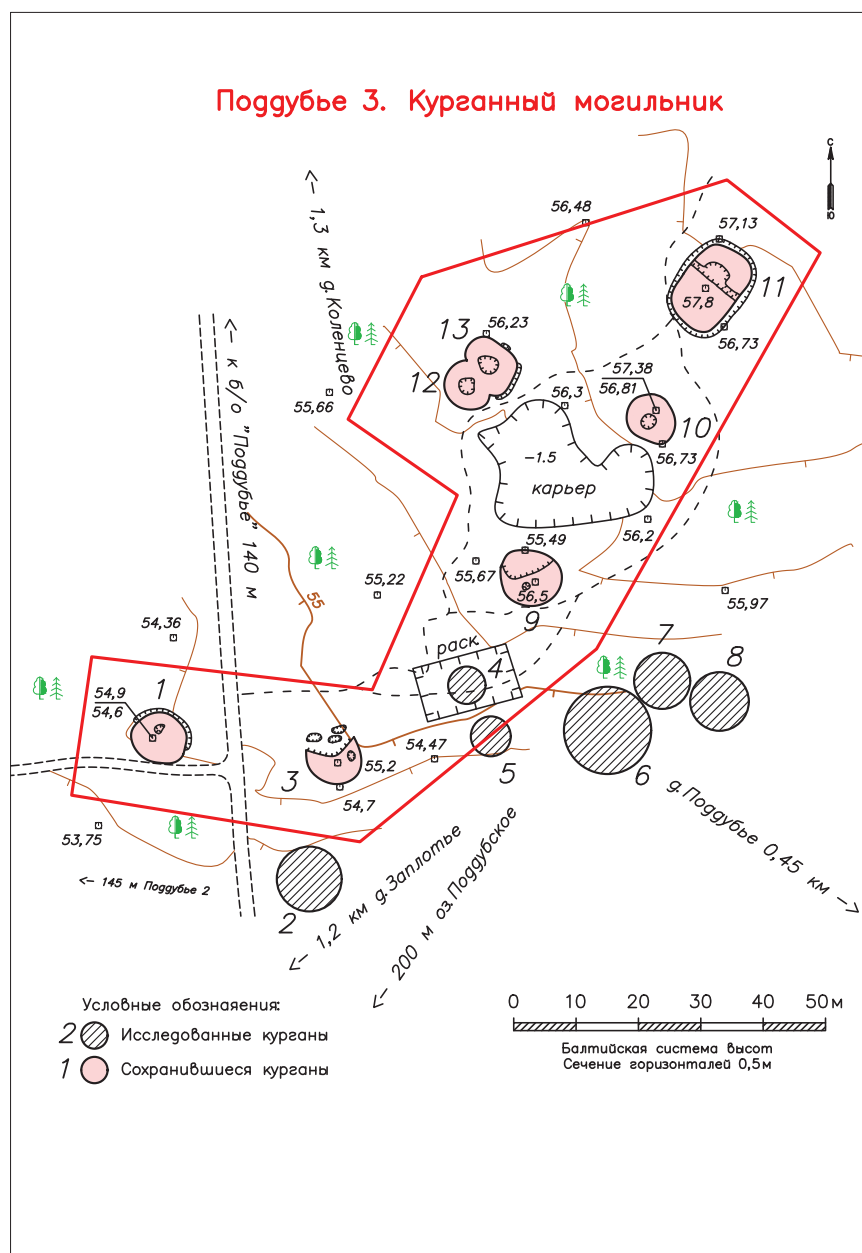 Поддубье 3. Курганный могильник
с
ю
<- 1,3 км д.Коленцево
<- к б/о "Поддубье" 140 м
56,48
57,13
11
57,8
56,73
13
56,23
12
57,38
56,81
10
56,73
56,3
55,66
-1.5
карьер
55,49
56,2
55,67
56,5
9
55,22
55
55,97
54,36
раск.
4
7
8
1
54,9
54,6
3
55,2
54,7
54,47
5
6
53,75
<- 145 м Поддубье 2
2
<- 1,2 км д.Заплотье
<- 200 м оз.Поддубское
д.Поддубье 0,45 км ->
Условные обознаяения:
2 Исследованные курганы
1 Сохранившиеся курганы
0 10 20 30 40 50м
Балтийская система высот
Сечение горизонталей 0,5м